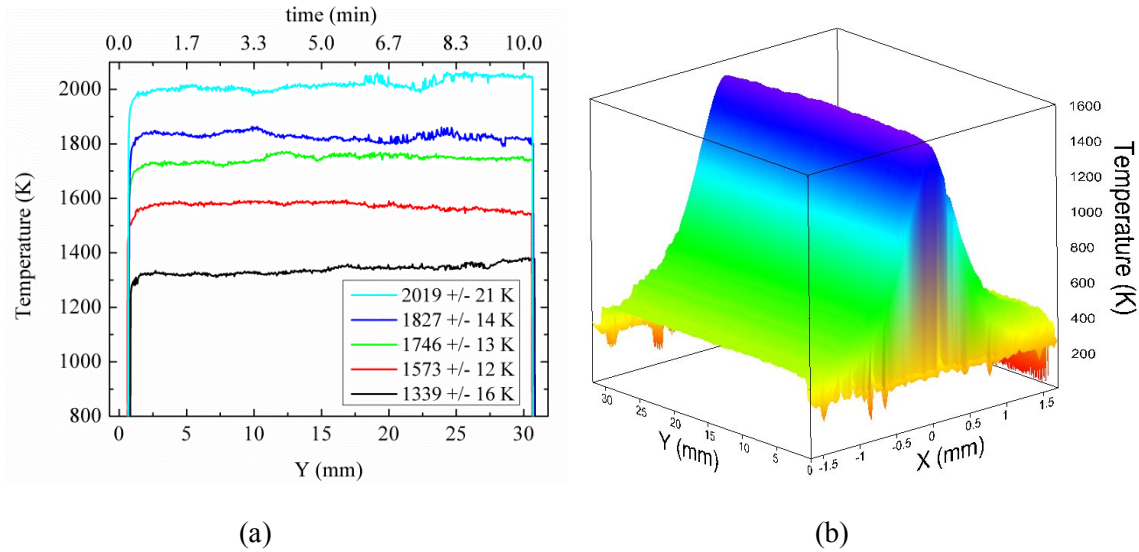 time (min)
0.0 1.7 3.3 5.0 6.7 8.3 10.0
2000
1800
1600
1400
1200
1000
800
Temperature (K)
2019 +/- 21 K
1827 +/- 14 K
1746 +/- 13 K
1573 +/- 12 K
1339 +/- 16 K
0 5 10 15 20 25 30
Y (mm)
(a)
1600
1400
1200
1000
800
600
400
200
Temperature (K)
30 25 20 15 10 5 0
Y (mm)
-1.5 -1 -0.5 0 0.5 1 1.5
X (mm)
(b)